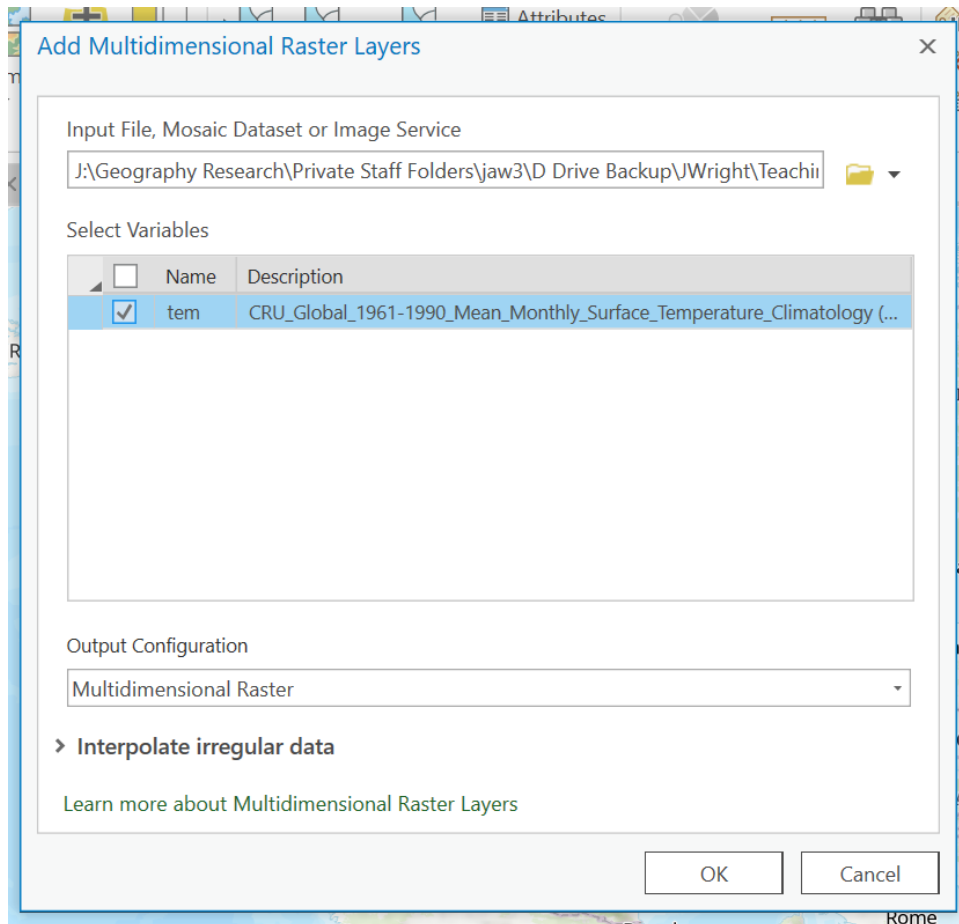 Attributes
Add Multidimensional Raster Layers
Input File, Mosaic Dataset or Image Service
J:\Geography Research\Private Staff Folders\jaw3\D Drive Backup\JWright\Teachin
Select Variables
Name Description
tem CRU_Global_1961-1990_Mean_Monthly_Surface_Temperature_Climatology (...
Output Configuration
Multidimensional Raster
Interpolate irregular data
Learn more about Multidimensional Raster Layers
OK Cancel
Rome